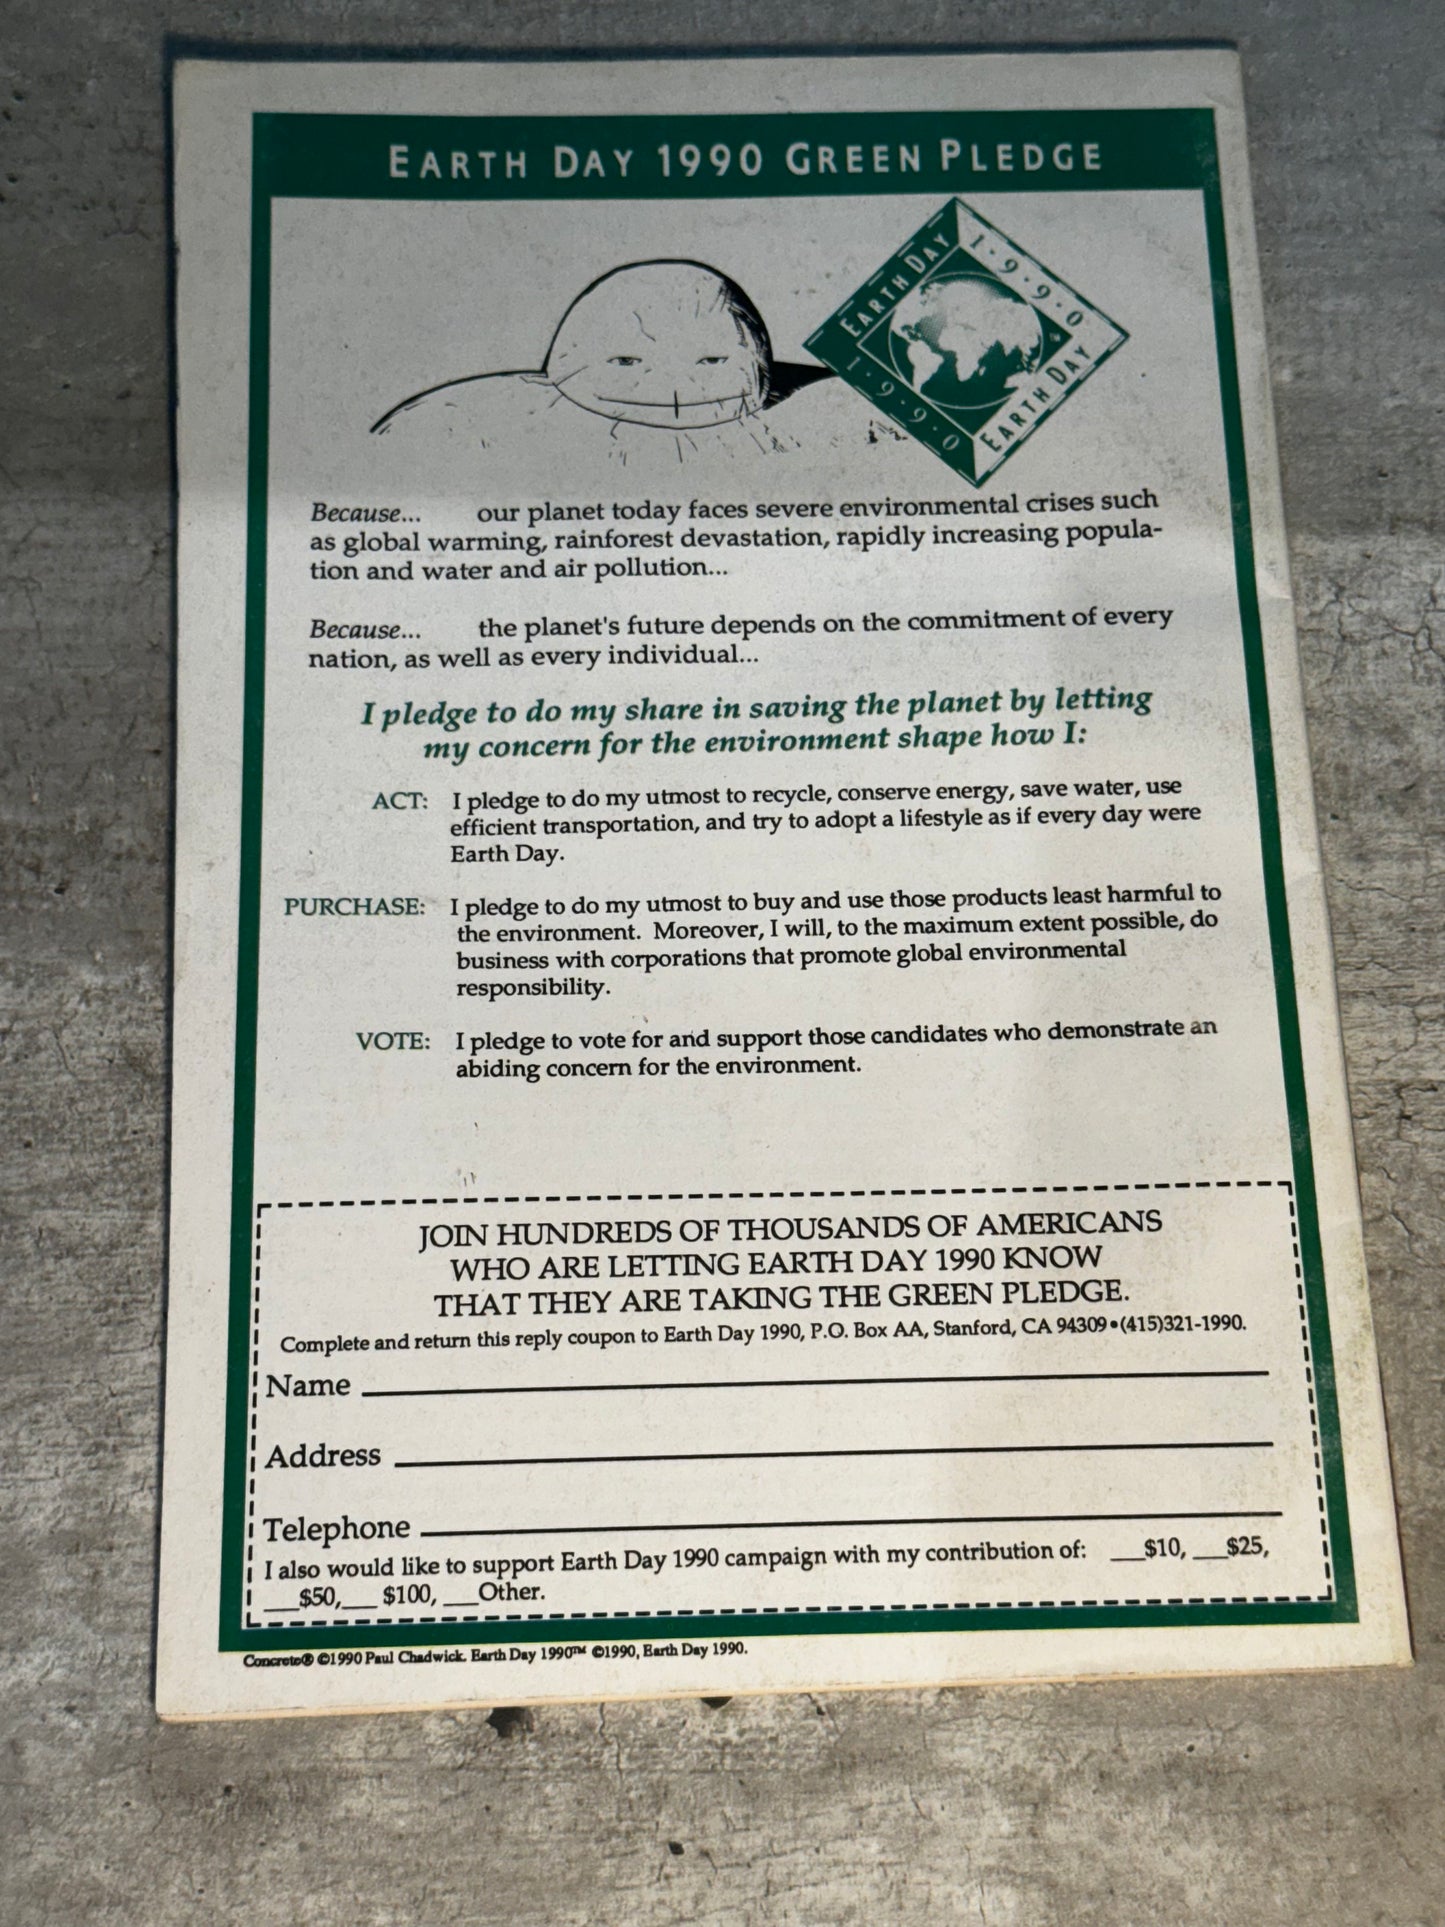 EARTH DAY 1990 GREEN PLEDGE
EARTH DAY
1·9·9·0
1·9·9·0
EARTH DAY
Because... our planet today faces severe environmental crises such
as global warming, rainforest devastation, rapidly increasing popula-
tion and water and air pollution...
Because... the planet's future depends on the commitment of every
nation, as well as every individual...
I pledge to do my share in saving the planet by letting
my concern for the environment shape how I:
ACT: I pledge to do my utmost to recycle, conserve energy, save water, use
efficient transportation, and try to adopt a lifestyle as if every day were
Earth Day.
PURCHASE: I pledge to do my utmost to buy and use those products least harmful to
the environment. Moreover, I will, to the maximum extent possible, do
business with corporations that promote global environmental
responsibility.
VOTE: I pledge to vote for and support those candidates who demonstrate an
abiding concern for the environment.
JOIN HUNDREDS OF THOUSANDS OF AMERICANS
WHO ARE LETTING EARTH DAY 1990 KNOW
THAT THEY ARE TAKING THE GREEN PLEDGE.
Complete and return this reply coupon to Earth Day 1990, P.O. Box AA, Stanford, CA 94309•(415)321-1990.
Name
Address
Telephone
I also would like to support Earth Day 1990 campaign with my contribution of: ___$10, ___$25,
___$50,___ $100, ___Other.
Concrete® ©1990 Paul Chadwick. Earth Day 1990™ ©1990, Earth Day 1990.